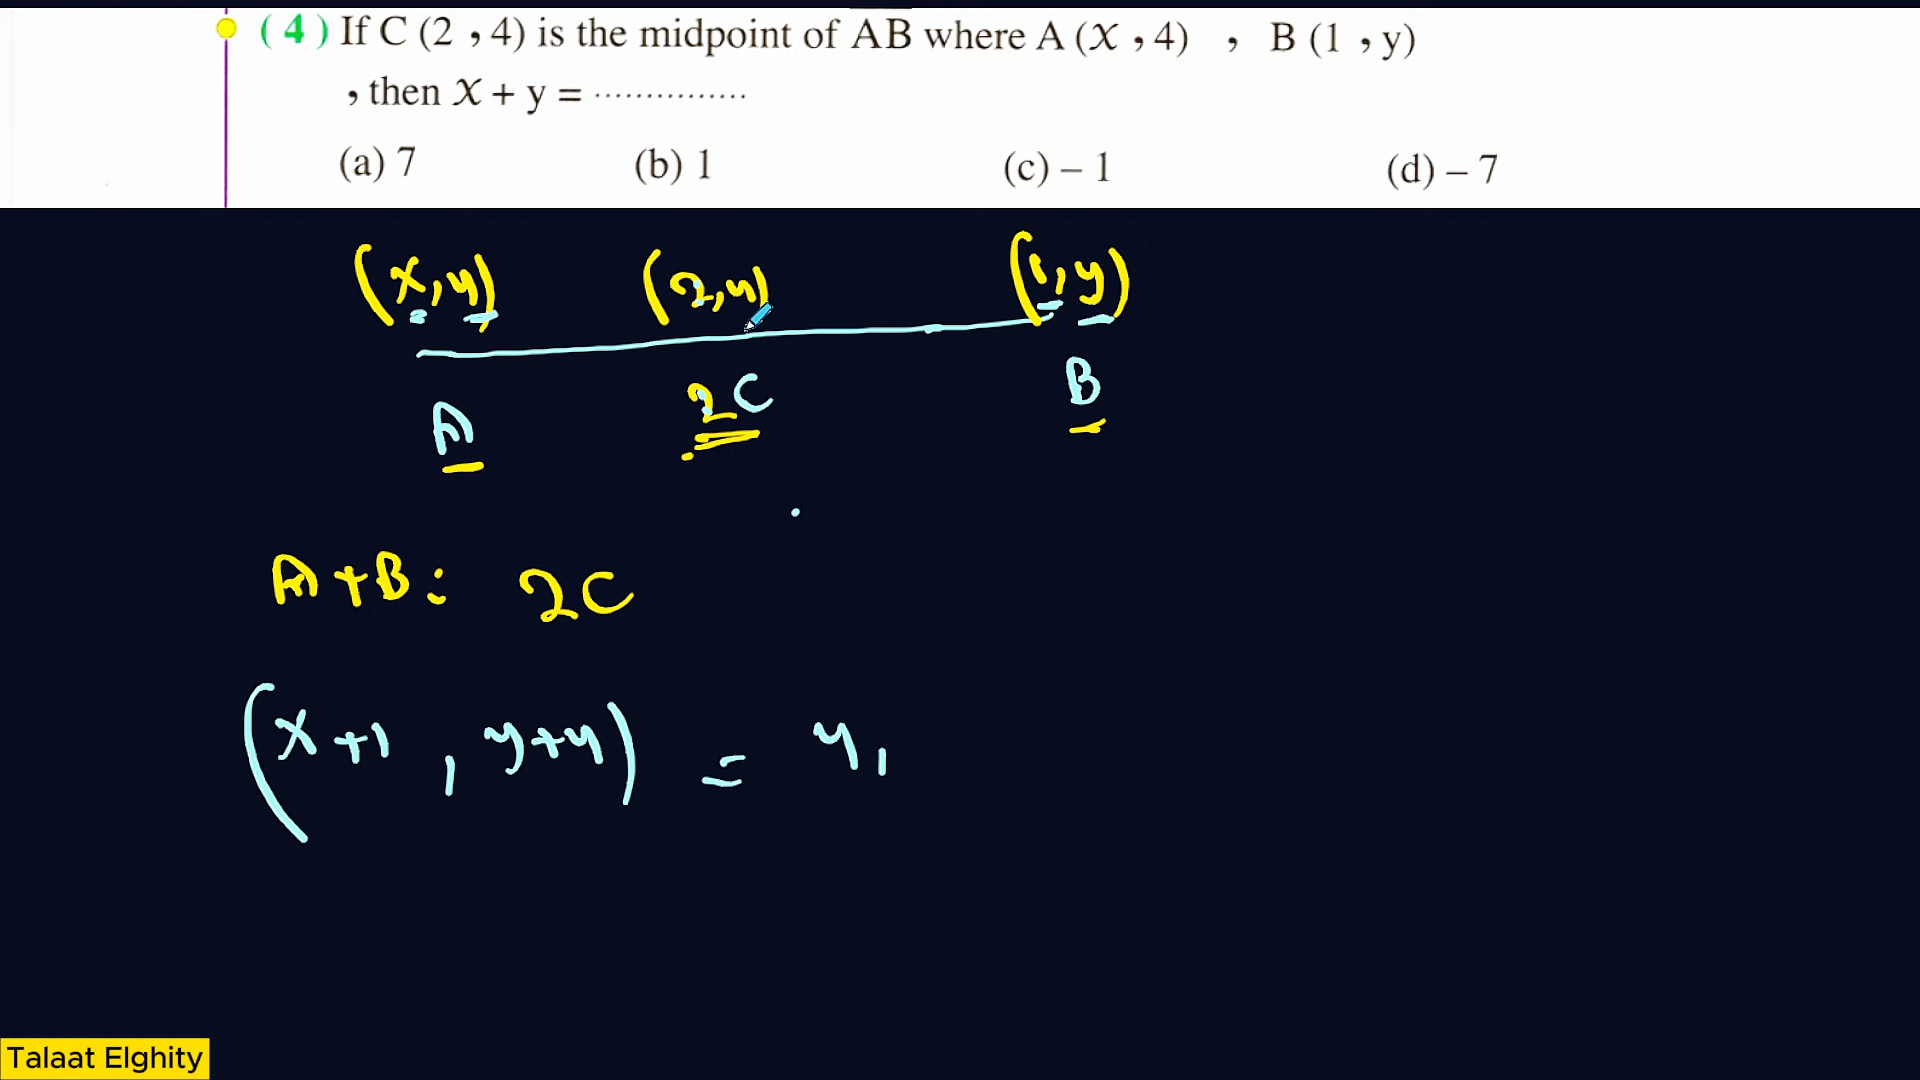 (4) If C (2 , 4) is the midpoint of AB where A (X , 4) , B (1 , y)
, then X + y = ...............
(a) 7 (b) 1 (c) – 1 (d) – 7
(x,4) (2,4) (1,y)
A 2C B
A+B = 2C
(x+1 , y+4) = 4,
Talaat Elghity